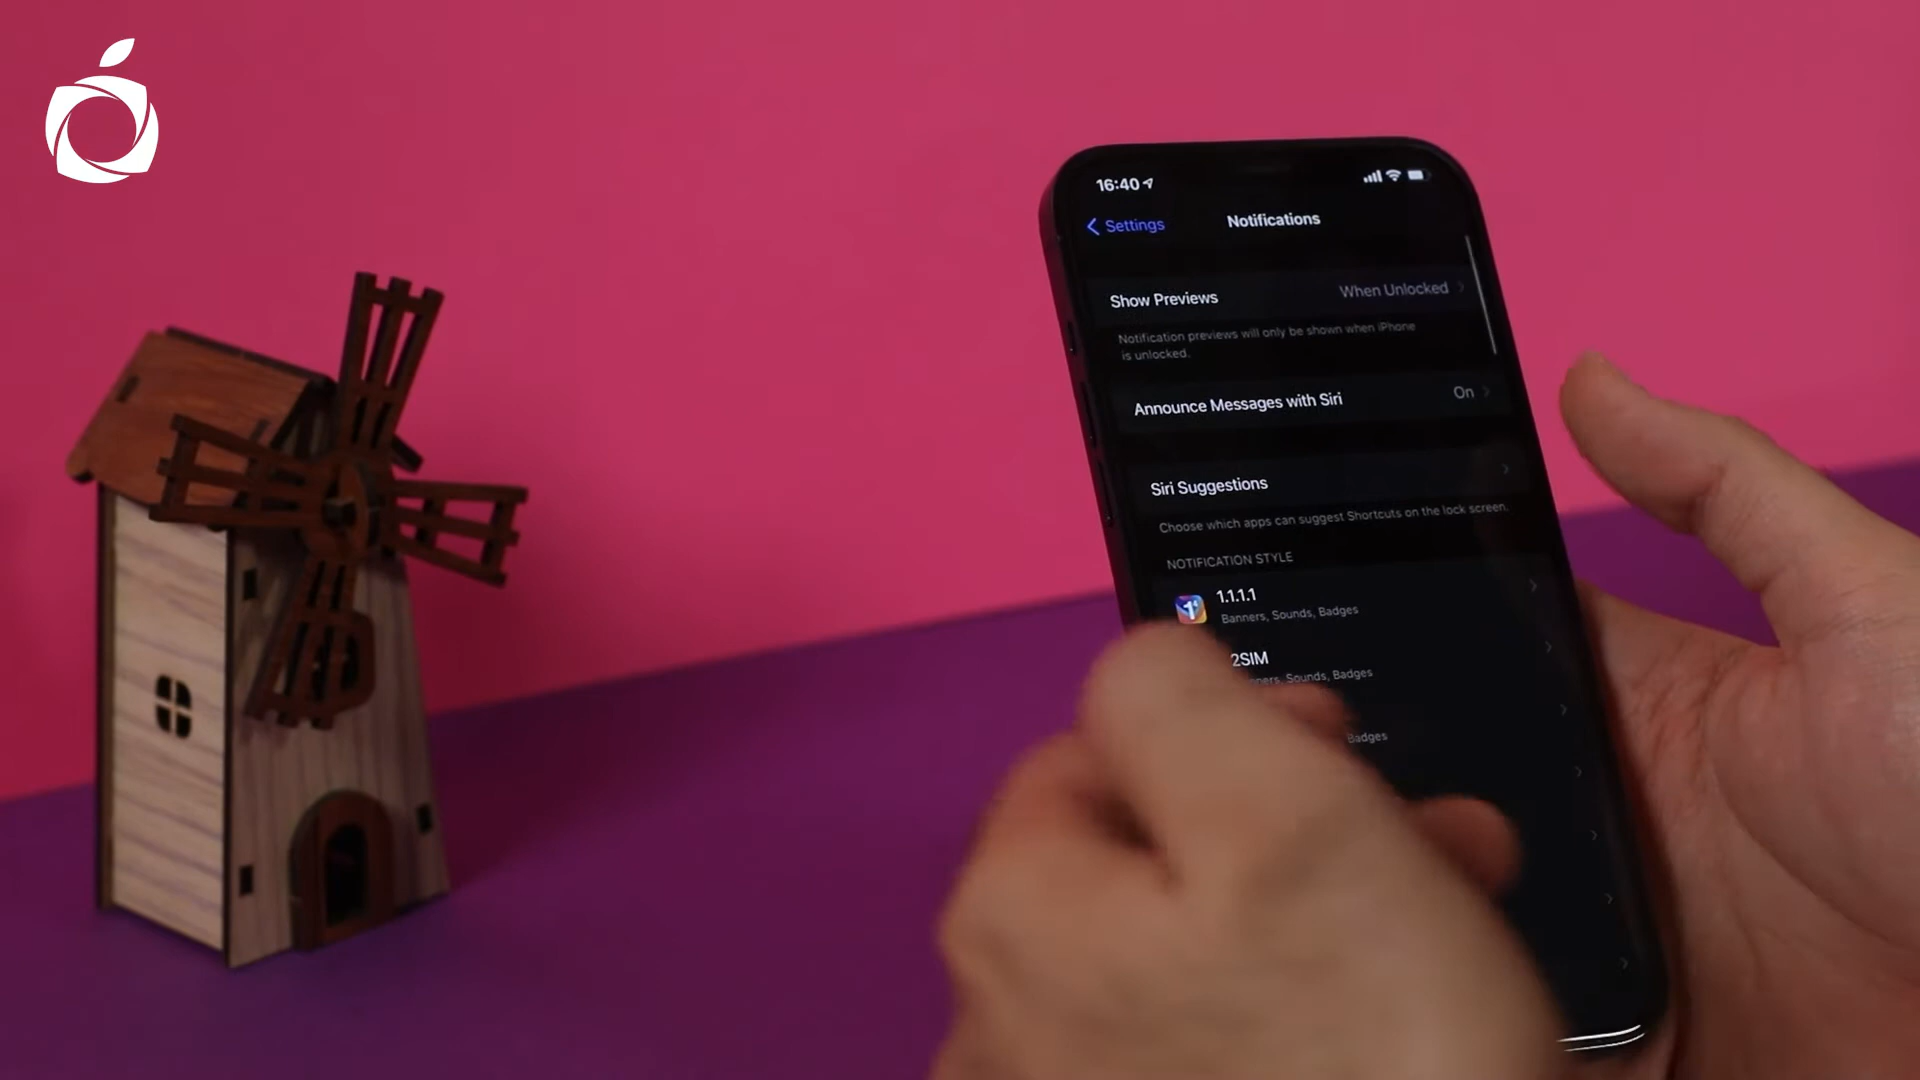 16:40
Settings
Notifications
Show Previews
When Unlocked
Notification previews will only be shown when iPhone
is unlocked.
Announce Messages with Siri
On
Siri Suggestions
Choose which apps can suggest Shortcuts on the lock screen.
NOTIFICATION STYLE
1.1.1.1
Banners, Sounds, Badges
2SIM
Sounds, Badges
Badges